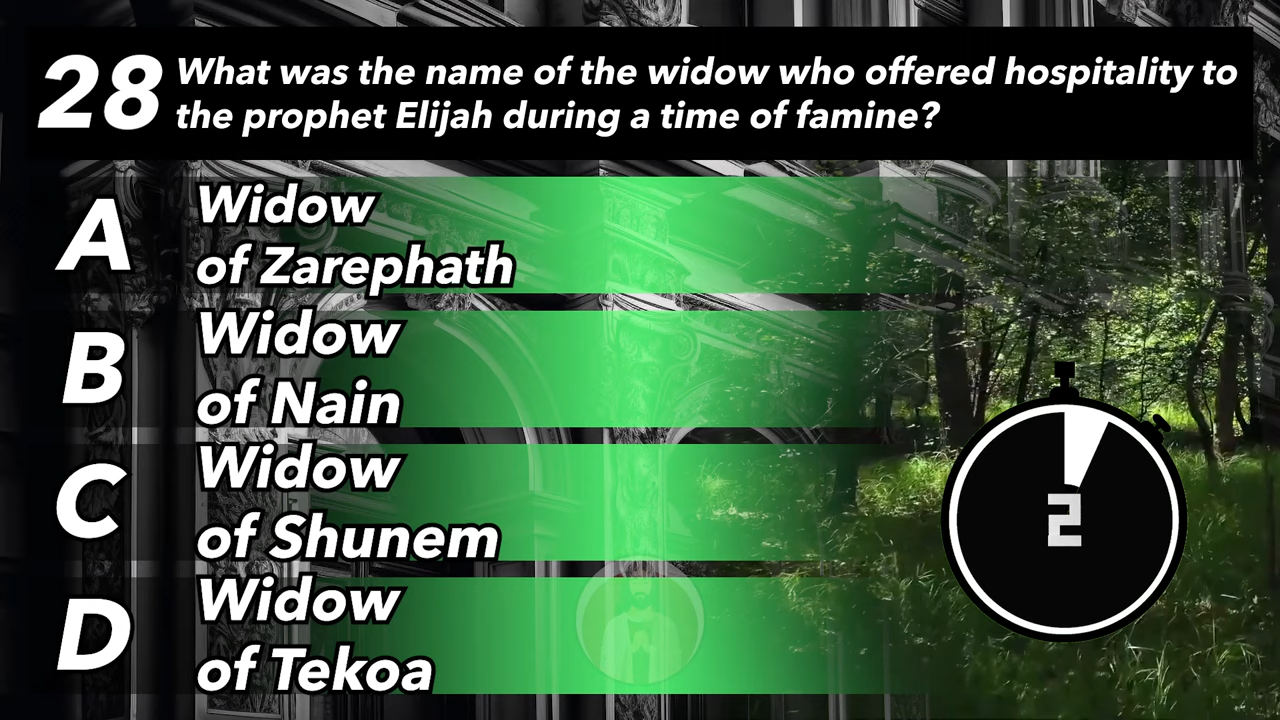 28 What was the name of the widow who offered hospitality to
the prophet Elijah during a time of famine?
A Widow
of Zarephath
B Widow
of Nain
C Widow
of Shunem
D Widow
of Tekoa
2